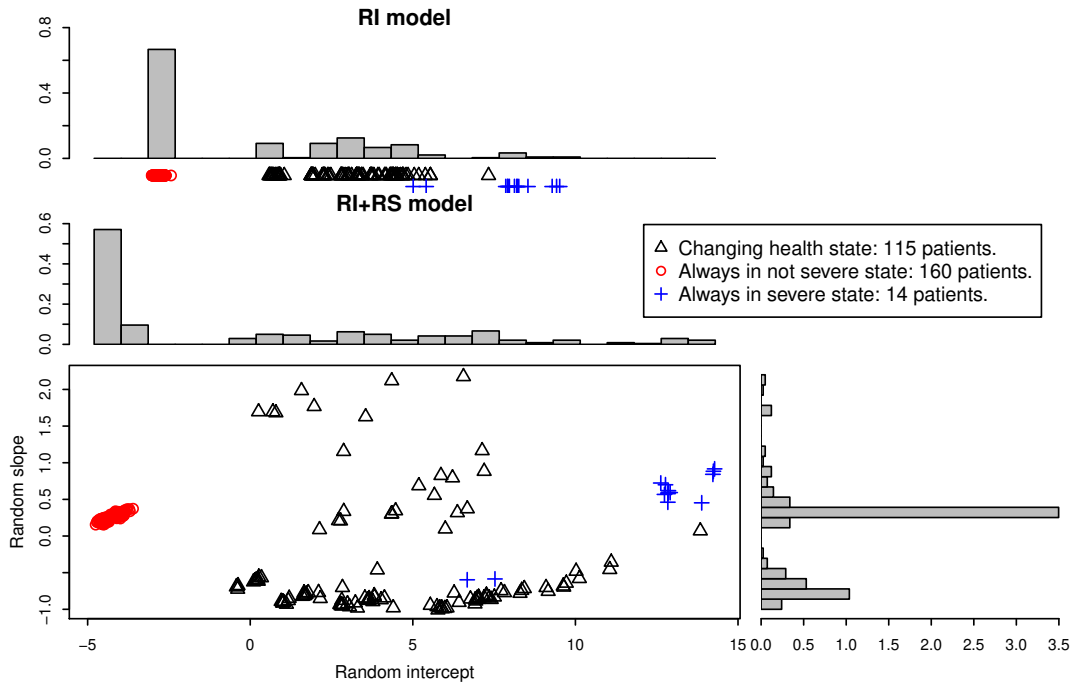 RI model
0.8
0.4
0.0
RI+RS model
0.6
0.4
0.2
0.0
Changing health state: 115 patients.
Always in not severe state: 160 patients.
Always in severe state: 14 patients.
2.0
1.5
1.0
0.5
0.0
−1.0
Random slope
−5 0 5 10 15
Random intercept
0.0 0.5 1.0 1.5 2.0 2.5 3.0 3.5